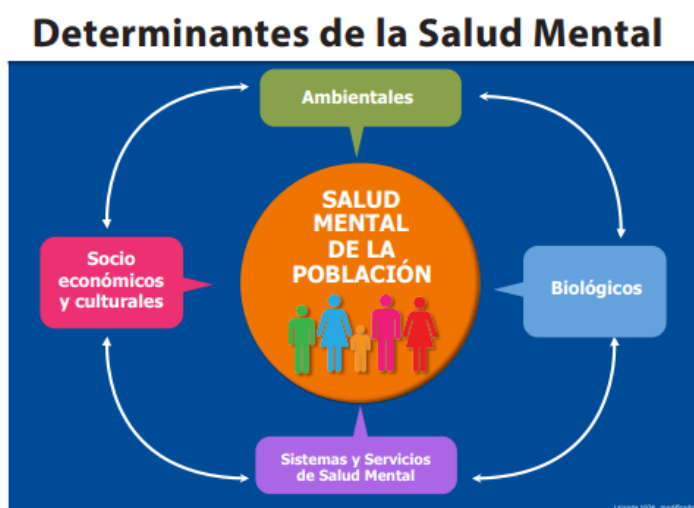 Determinantes de la Salud Mental
Ambientales
SALUD
MENTAL
DE LA
POBLACIÓN
Socio
económicos
y culturales
Biológicos
Sistemas y Servicios
de Salud Mental